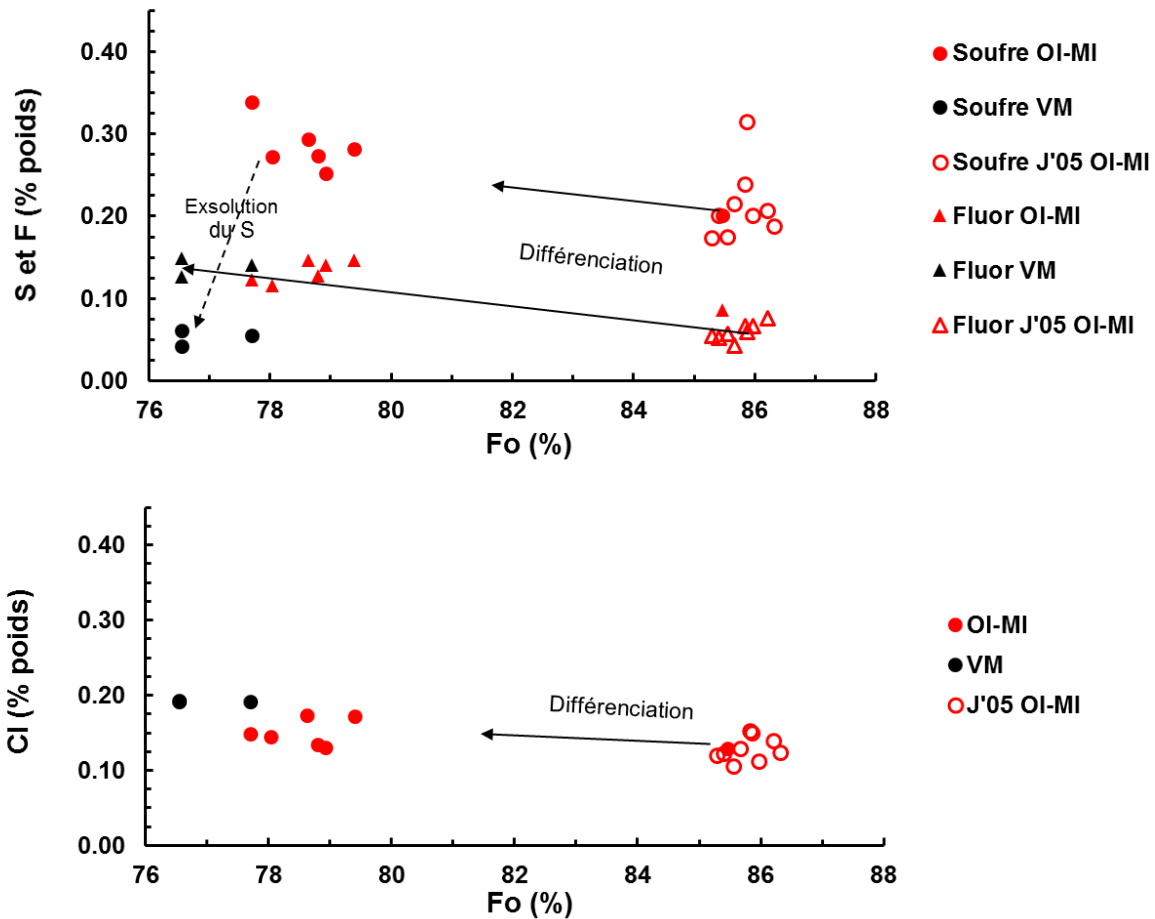 S et F (% poids)
0.40
0.30
0.20
0.10
0.00
Exsolution
du S
Différenciation
76
78
80
82
84
86
88
Fo (%)
Soufre Ol-MI
Soufre VM
Soufre J'05 Ol-MI
Fluor Ol-MI
Fluor VM
Fluor J'05 Ol-MI
Cl (% poids)
0.40
0.30
0.20
0.10
0.00
Différenciation
76
78
80
82
84
86
88
Fo (%)
Ol-MI
VM
J'05 Ol-MI